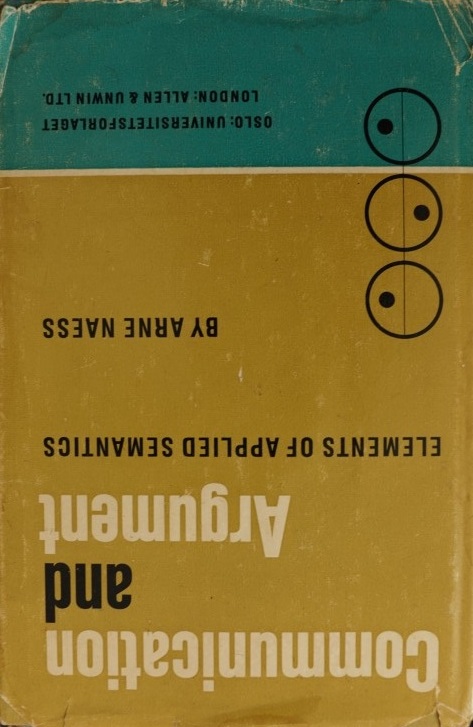 Communication
and
Argument
ELEMENTS OF APPLIED SEMANTICS
BY ARNE NAESS
OSLO: UNIVERSITETSFORLAGET
LONDON: ALLEN & UNWIN LTD.